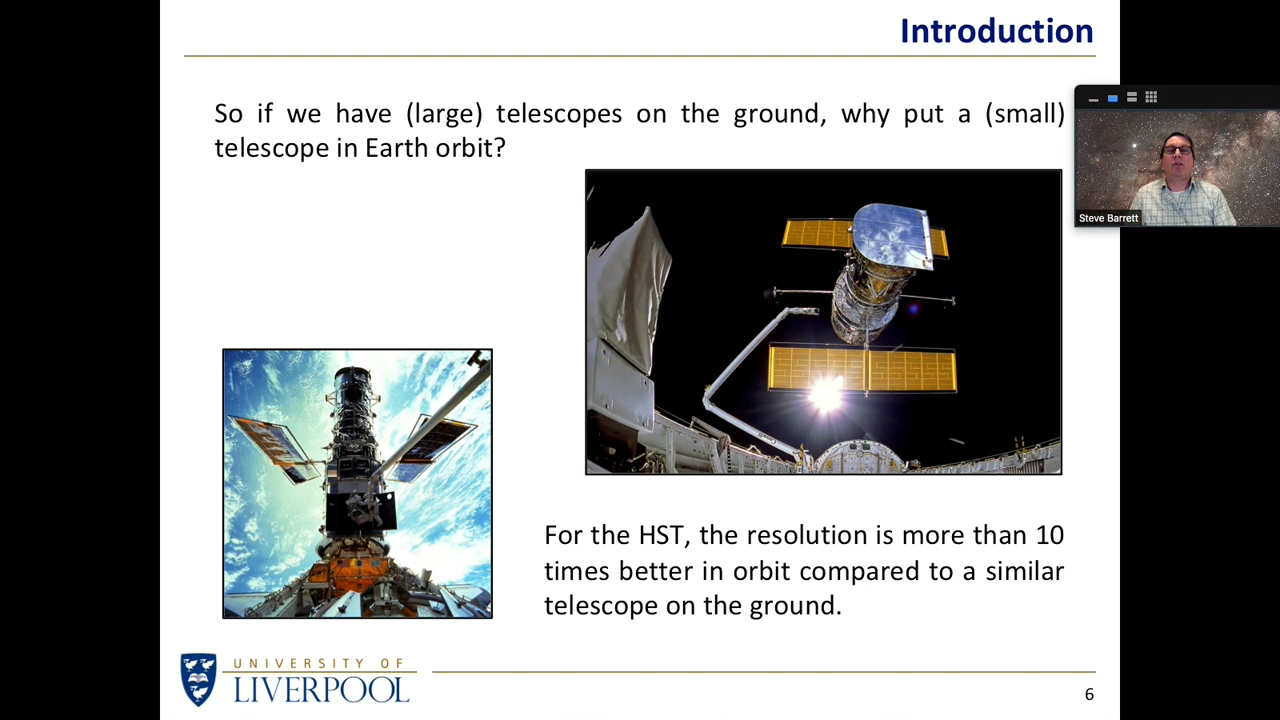 Introduction
So if we have (large) telescopes on the ground, why put a (small)
telescope in Earth orbit?
Steve Barrett
For the HST, the resolution is more than 10
times better in orbit compared to a similar
telescope on the ground.
UNIVERSITY OF
LIVERPOOL
6